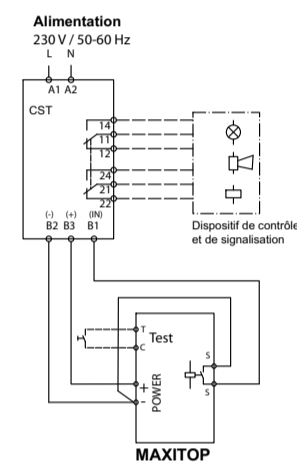 Alimentation
230 V / 50-60 Hz
L N
A1 A2
CST
14
11
12
24
21
22
(-) (+) (IN)
B2 B3 B1
Dispositif de contrôle
et de signalisation
T
Test
C
S
+
POWER
-
S
MAXITOP